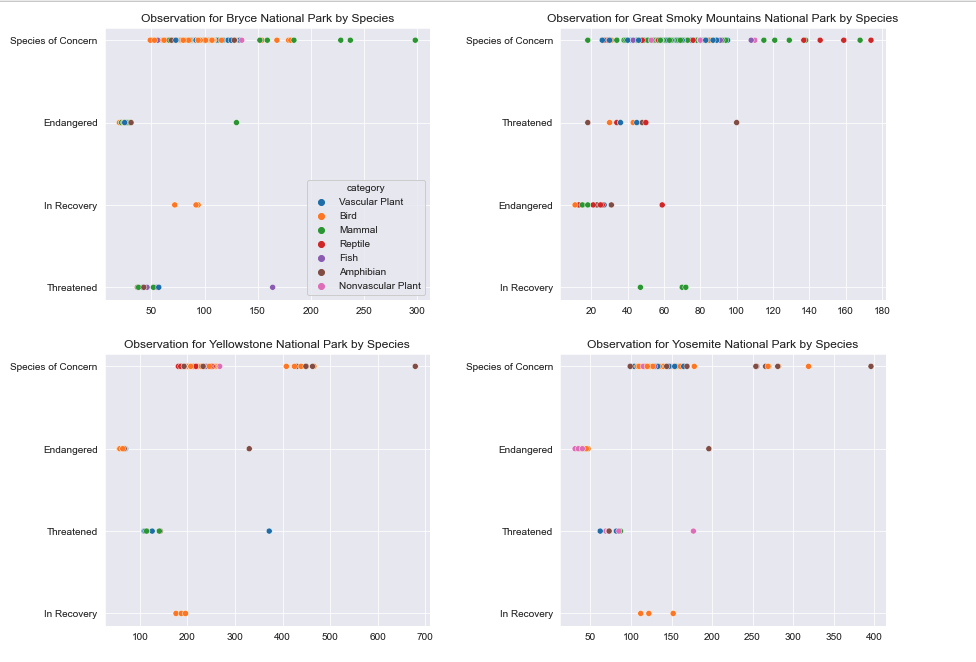 Observation for Bryce National Park by Species
Species of Concern
Endangered
In Recovery
Threatened
category
Vascular Plant
Bird
Mammal
Reptile
Fish
Amphibian
Nonvascular Plant
50 100 150 200 250 300
Observation for Great Smoky Mountains National Park by Species
Species of Concern
Threatened
Endangered
In Recovery
20 40 60 80 100 120 140 160 180
Observation for Yellowstone National Park by Species
Species of Concern
Endangered
Threatened
In Recovery
100 200 300 400 500 600 700
Observation for Yosemite National Park by Species
Species of Concern
Endangered
Threatened
In Recovery
50 100 150 200 250 300 350 400